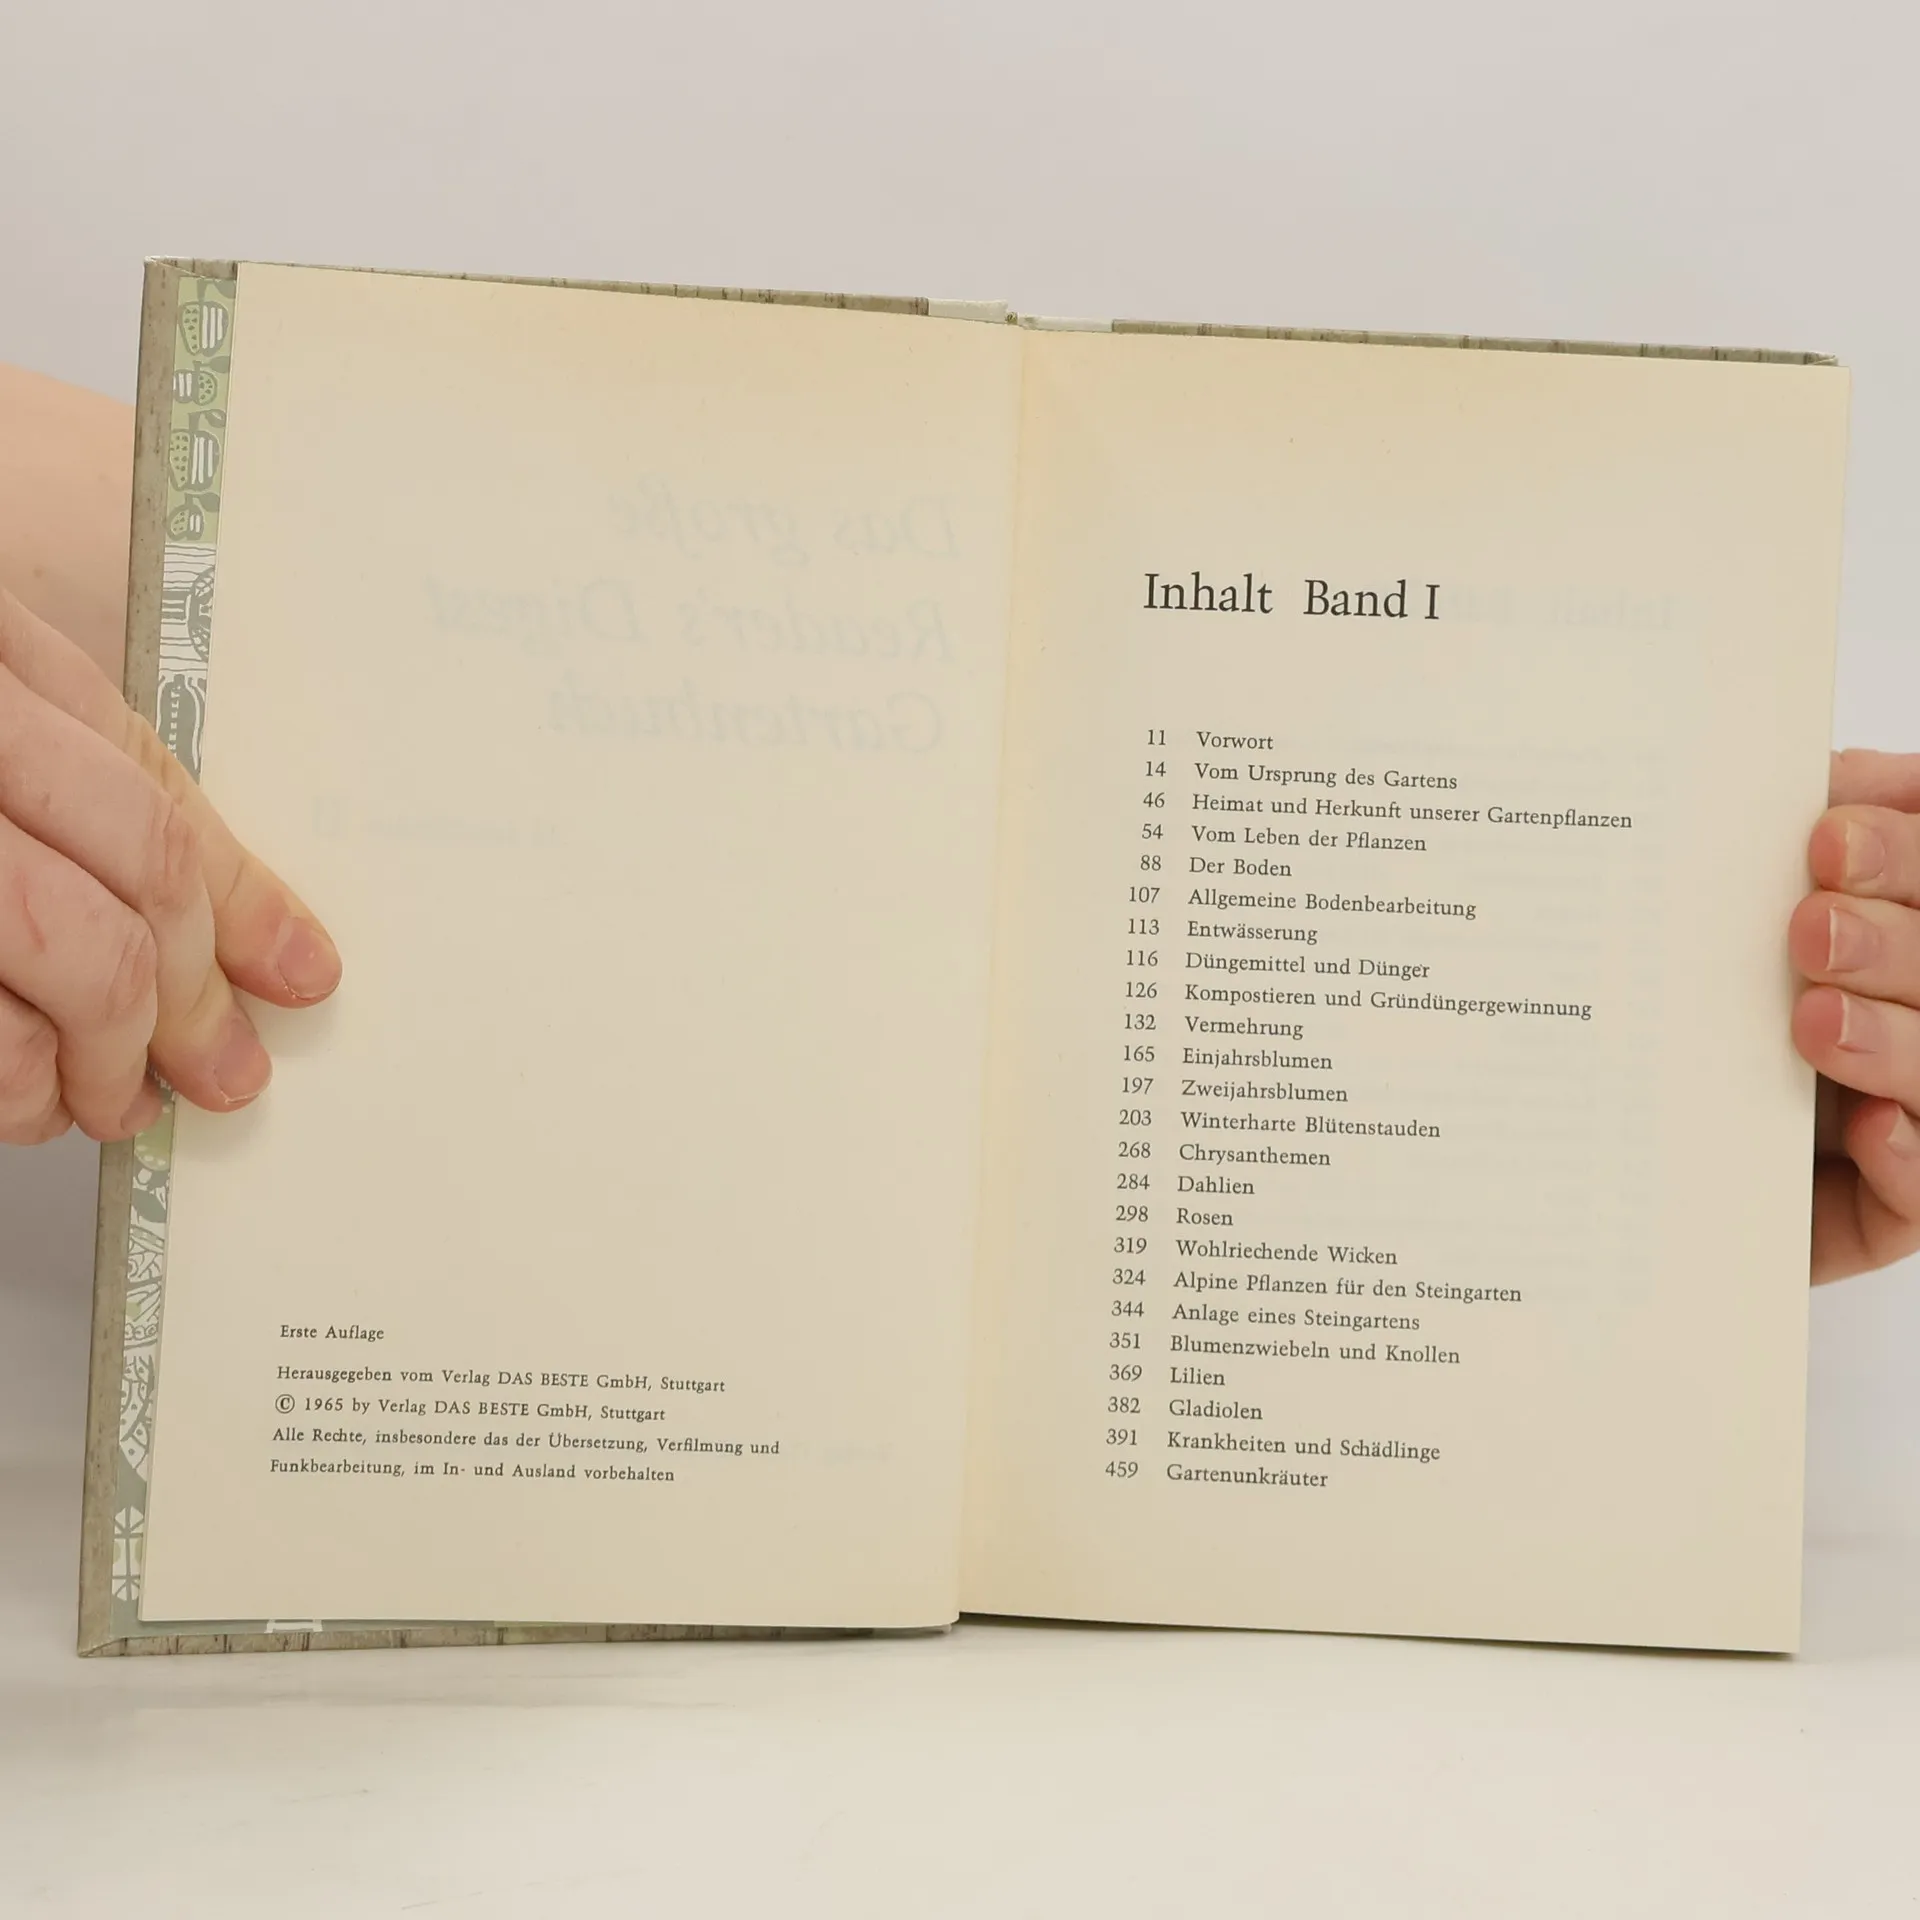 Das große
Reader's Digest
Gartenbuch
Erste Auflage
Herausgegeben vom Verlag DAS BESTE GmbH, Stuttgart
© 1965 by Verlag DAS BESTE GmbH, Stuttgart
Alle Rechte, insbesondere das der Übersetzung, Verfilmung und
Funkbearbeitung, im In- und Ausland vorbehalten
Inhalt Band I
11 Vorwort
14 Vom Ursprung des Gartens
46 Heimat und Herkunft unserer Gartenpflanzen
54 Vom Leben der Pflanzen
88 Der Boden
107 Allgemeine Bodenbearbeitung
113 Entwässerung
116 Düngemittel und Dünger
126 Kompostieren und Gründüngergewinnung
132 Vermehrung
165 Einjahrsblumen
197 Zweijahrsblumen
203 Winterharte Blütenstauden
268 Chrysanthemen
284 Dahlien
298 Rosen
319 Wohlriechende Wicken
324 Alpine Pflanzen für den Steingarten
344 Anlage eines Steingartens
351 Blumenzwiebeln und Knollen
369 Lilien
382 Gladiolen
391 Krankheiten und Schädlinge
459 Gartenunkräuter